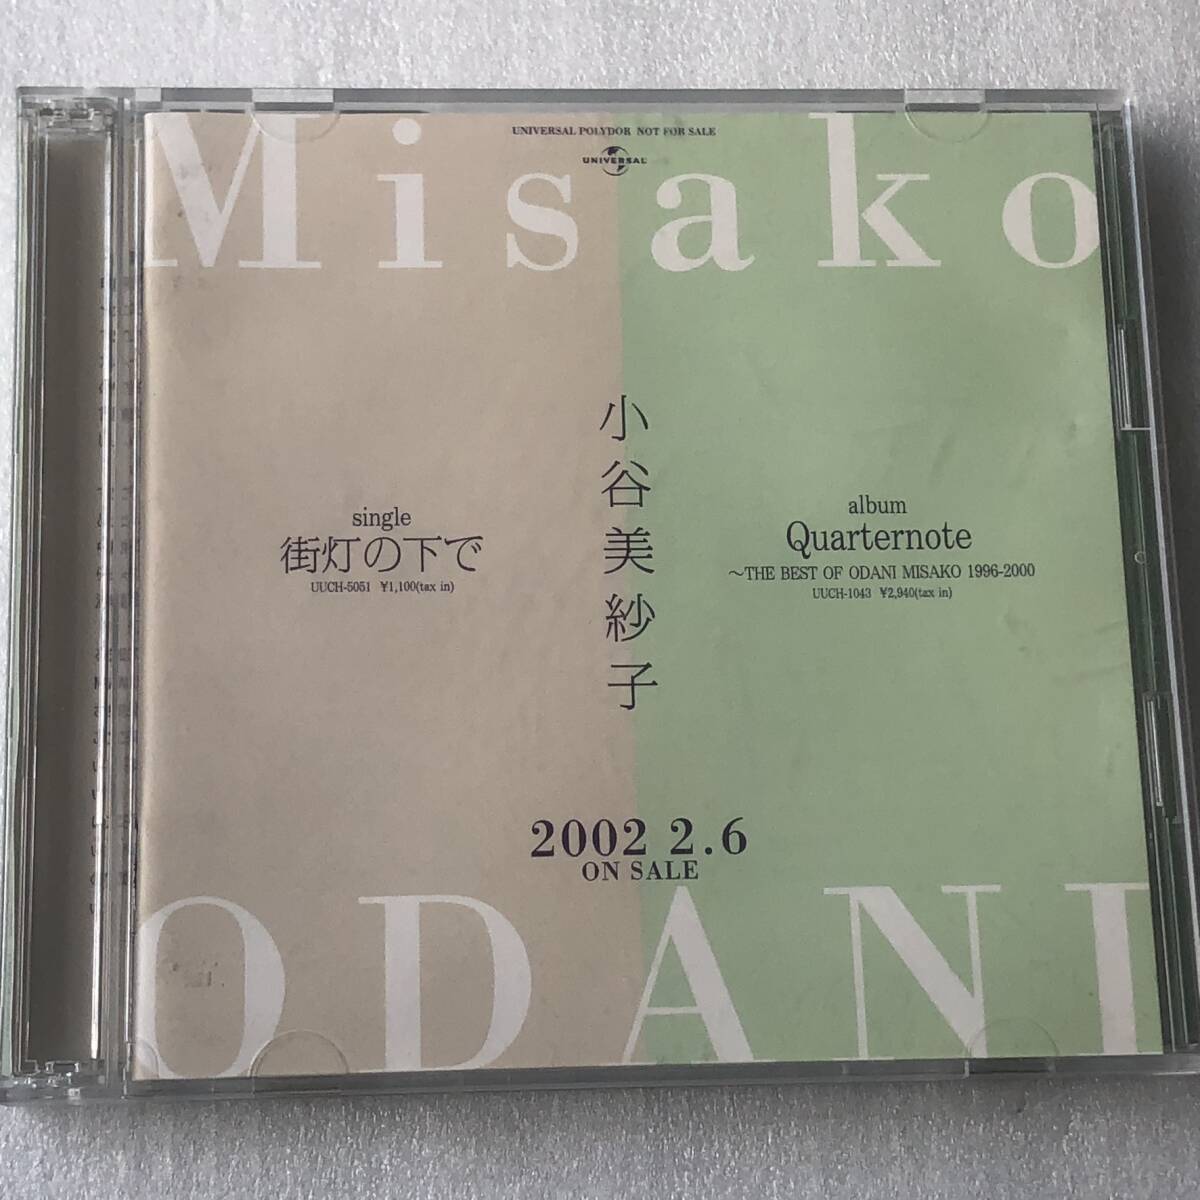 Misako
UNIVERSAL POLYDOR NOT FOR SALE
UNIVERSAL
小谷美紗子
single
街灯の下で
UUCH-5051 ¥1,100(tax in)
album
Quarternote
～THE BEST OF ODANI MISAKO 1996-2000
UUCH-1043 ¥2,940(tax in)
2002 2.6
ON SALE
ODANI